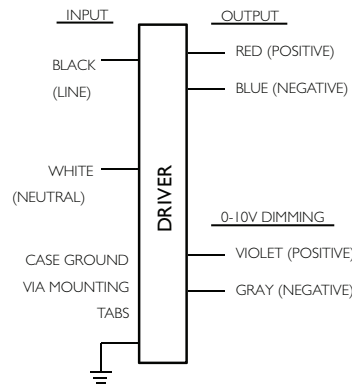 INPUT
BLACK
(LINE)
WHITE
(NEUTRAL)
CASE GROUND
VIA MOUNTING
TABS
DRIVER
OUTPUT
RED (POSITIVE)
BLUE (NEGATIVE)
0-10V DIMMING
VIOLET (POSITIVE)
GRAY (NEGATIVE)